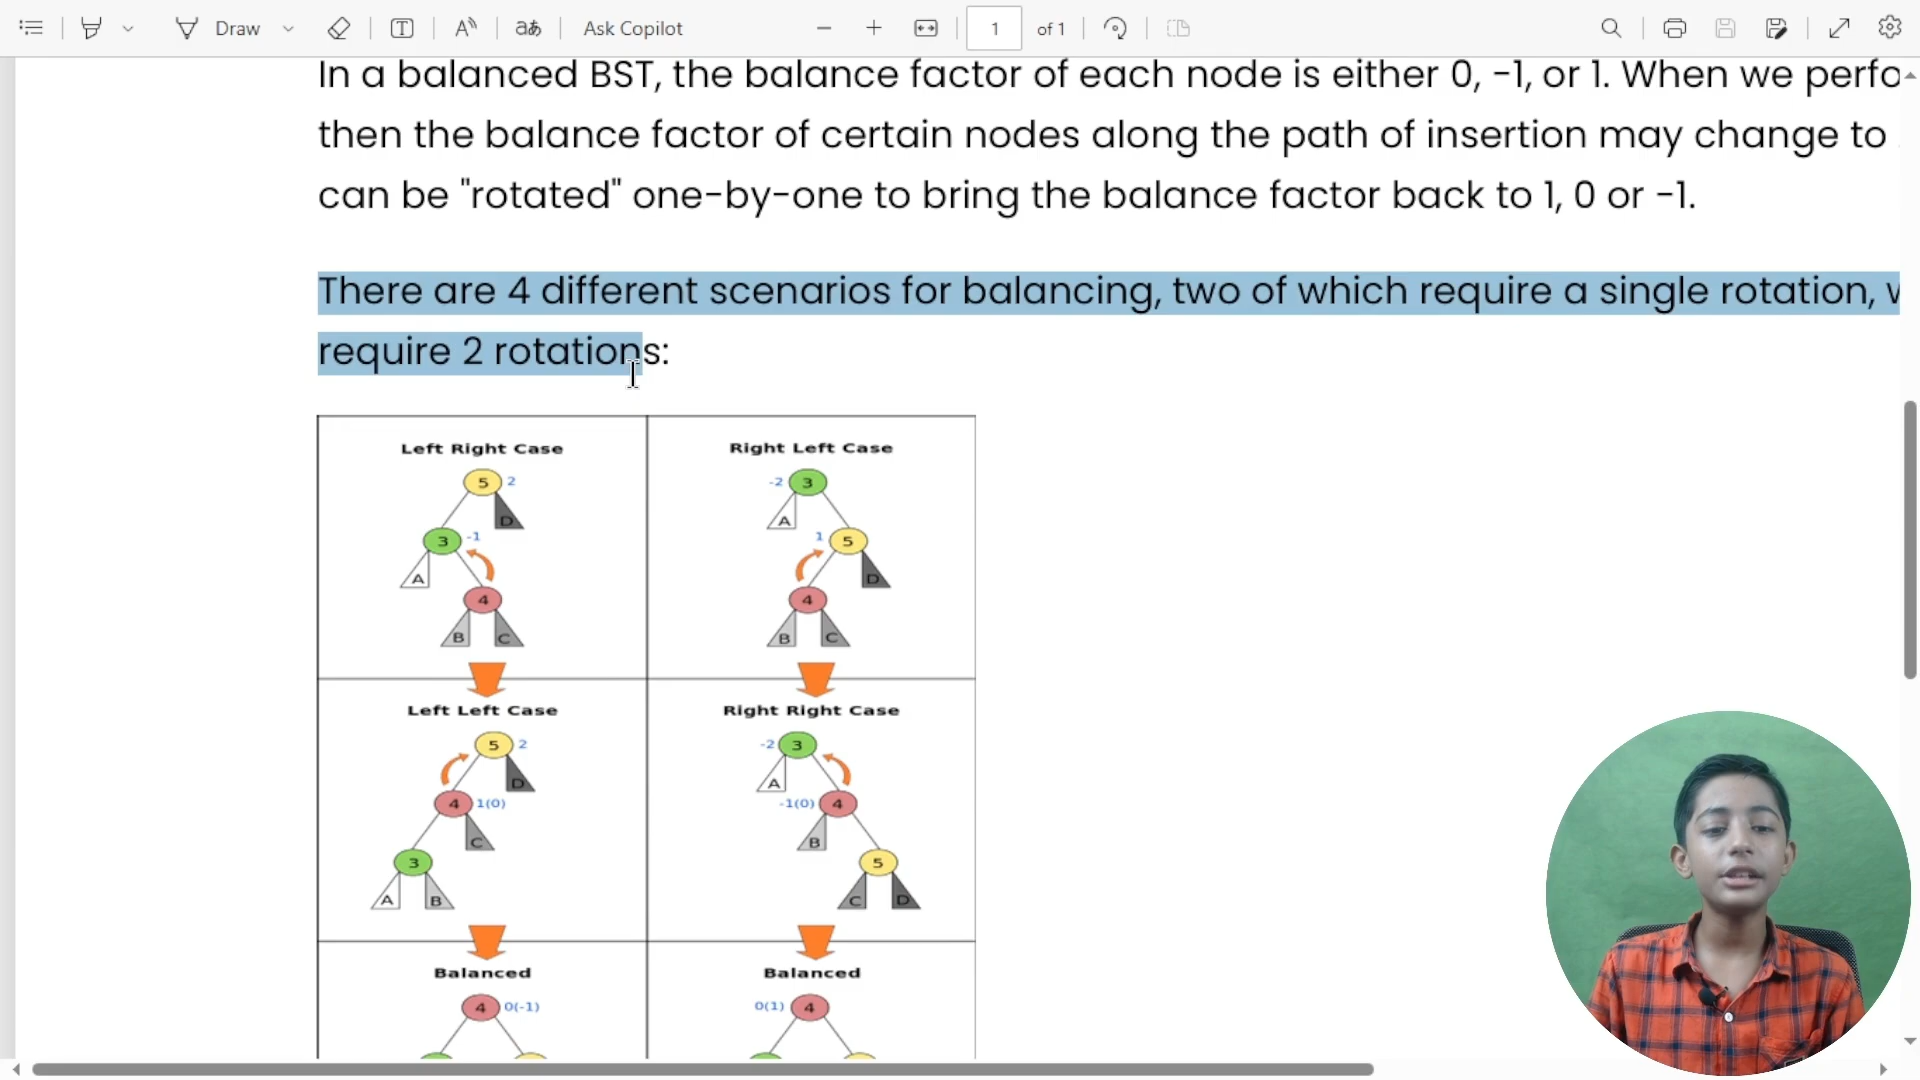 Draw
Ask Copilot
1 of 1
In a balanced BST, the balance factor of each node is either 0, -1, or 1. When we perfo
then the balance factor of certain nodes along the path of insertion may change to
can be "rotated" one-by-one to bring the balance factor back to 1, 0 or -1.
There are 4 different scenarios for balancing, two of which require a single rotation, w
require 2 rotations:
Left Right Case
5 2
D
3 -1
A
4
B C
Right Left Case
-2 3
A
1 5
D
4
B C
Left Left Case
5 2
D
4 1(0)
C
3
A B
Right Right Case
-2 3
A
-1(0) 4
B
5
C D
Balanced
4 0(-1)
Balanced
0(1) 4